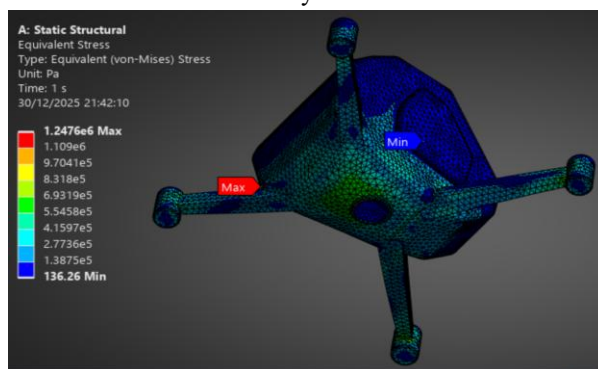 y
A: Static Structural
Equivalent Stress
Type: Equivalent (von-Mises) Stress
Unit: Pa
Time: 1 s
30/12/2025 21:42:10
1.2476e6 Max
1.109e6
9.7041e5
8.318e5
6.9319e5
5.5458e5
4.1597e5
2.7736e5
1.3875e5
136.26 Min
Min
Max